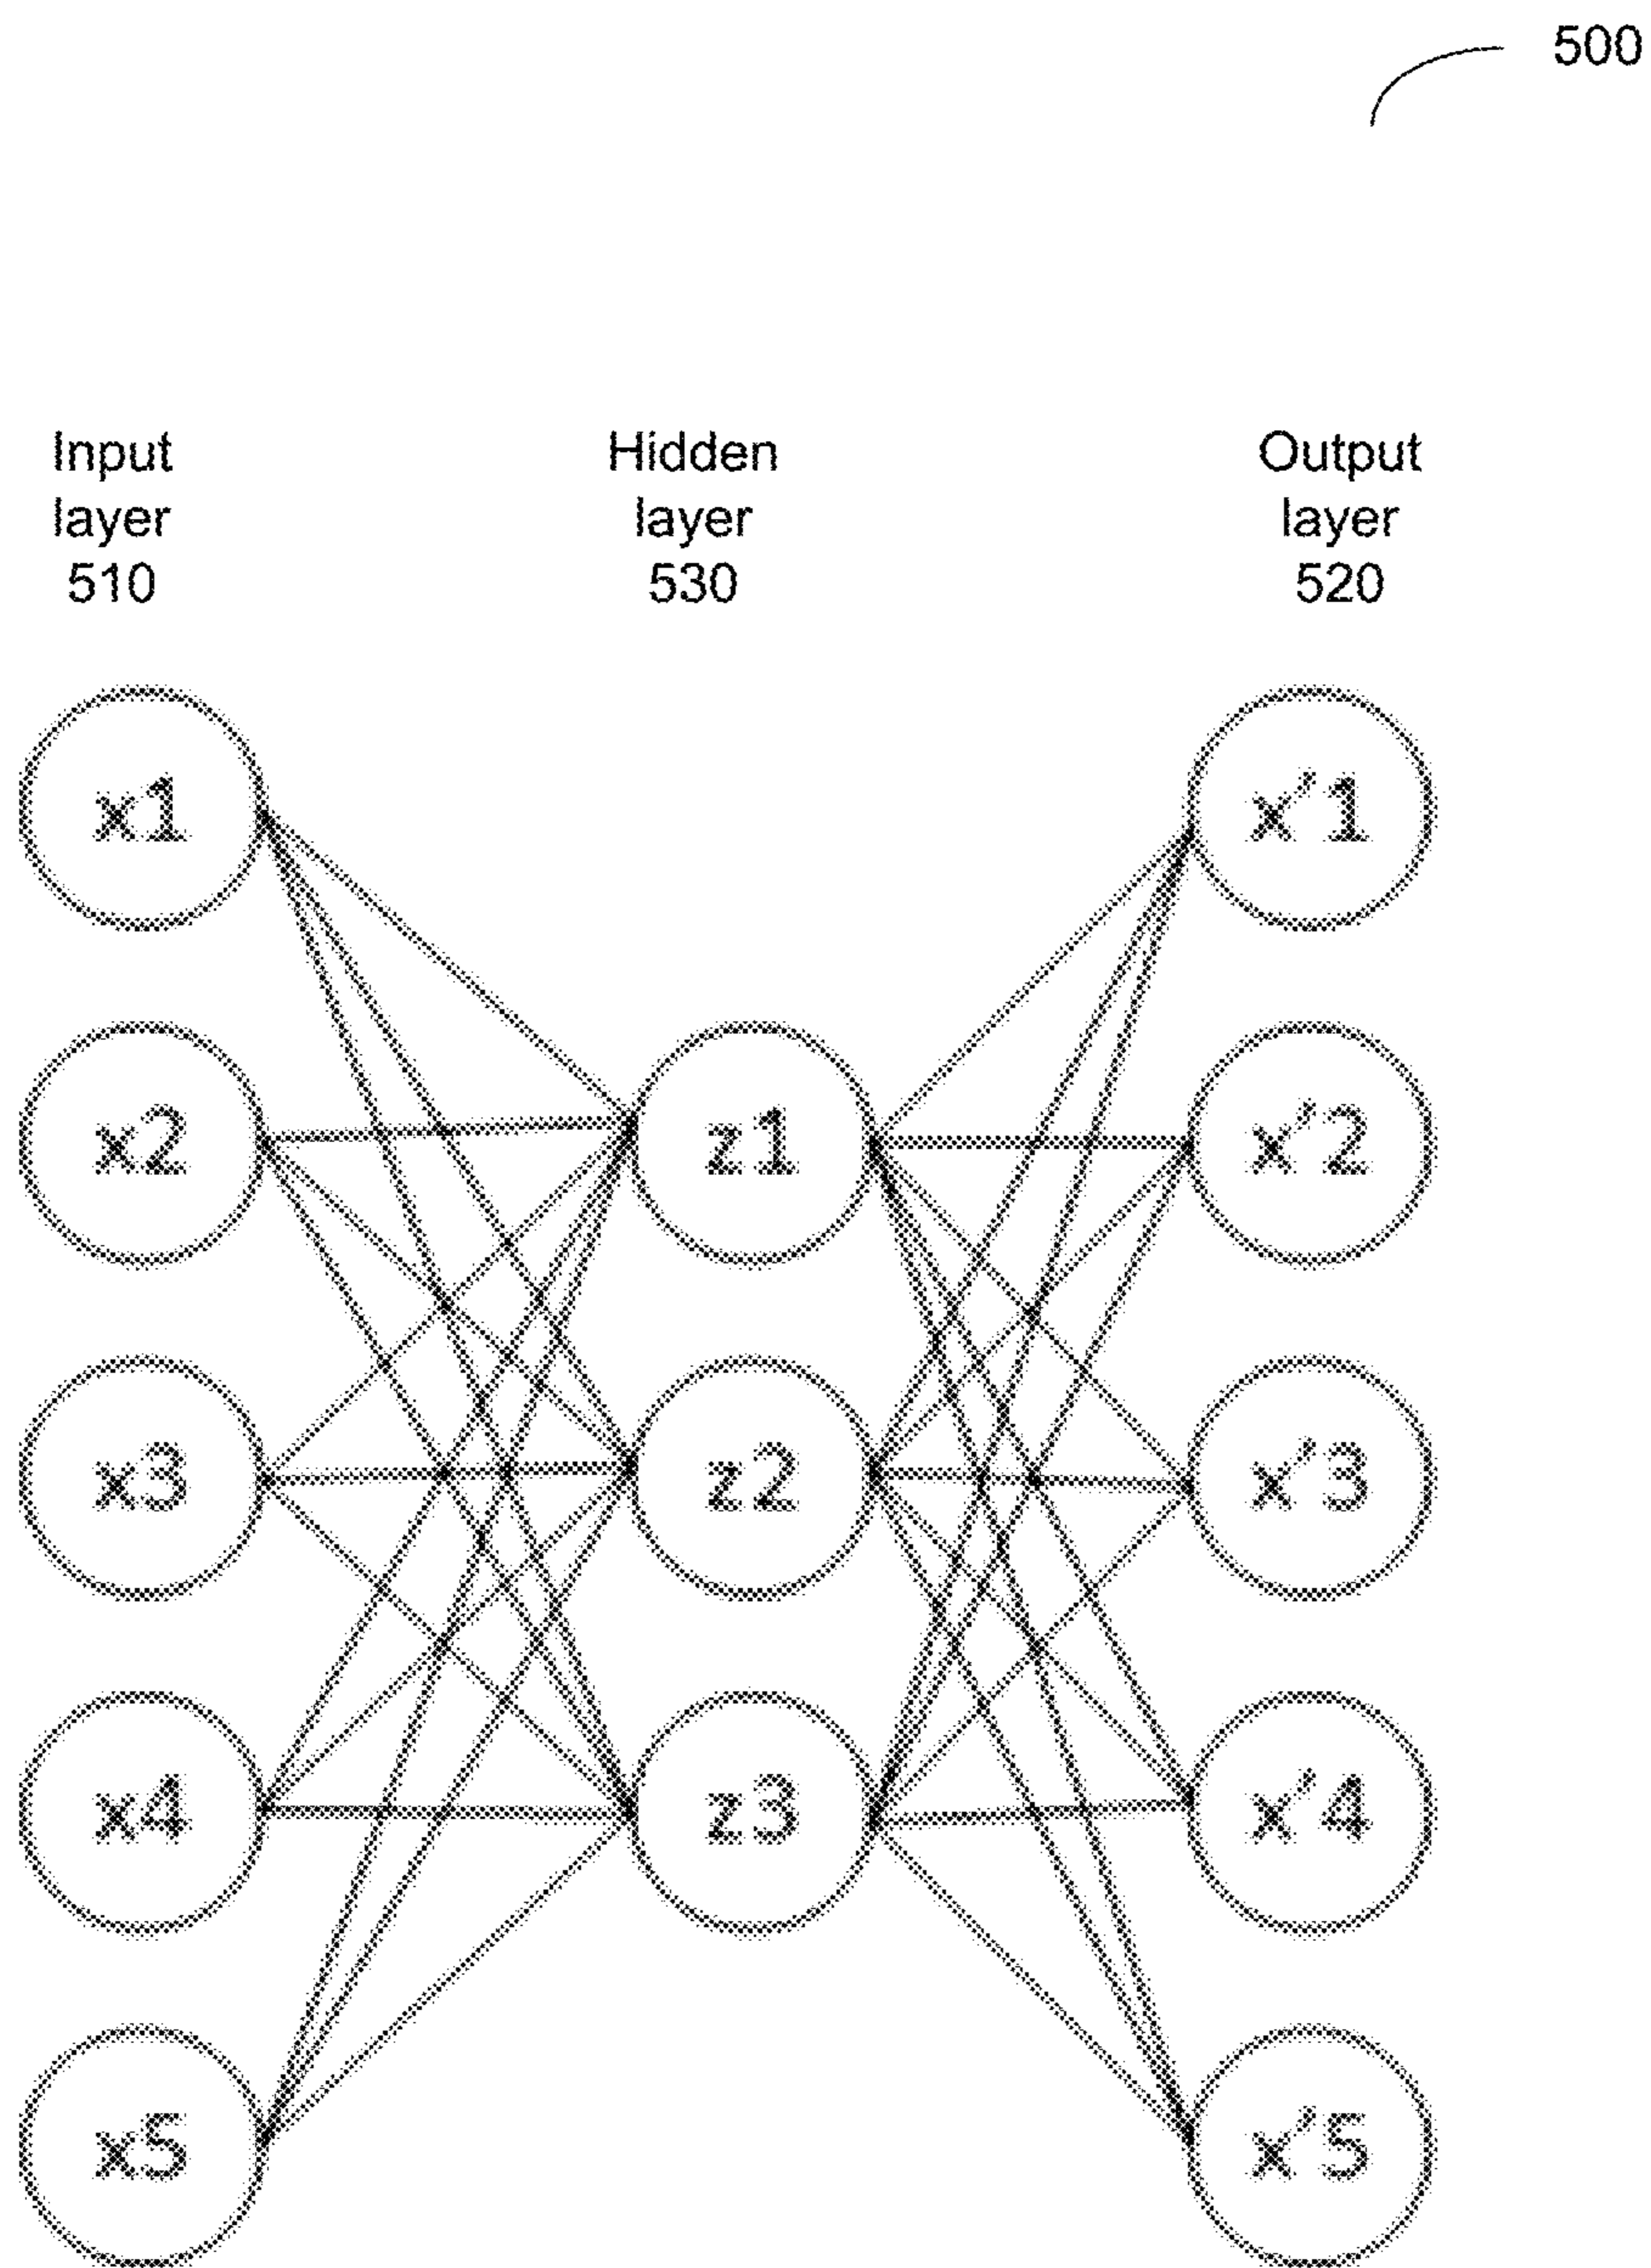 500
Input
layer
510
Hidden
layer
530
Output
layer
520
x1
x'1
x2
z1
x'2
x3
z2
x'3
x4
z3
x'4
x5
x'5